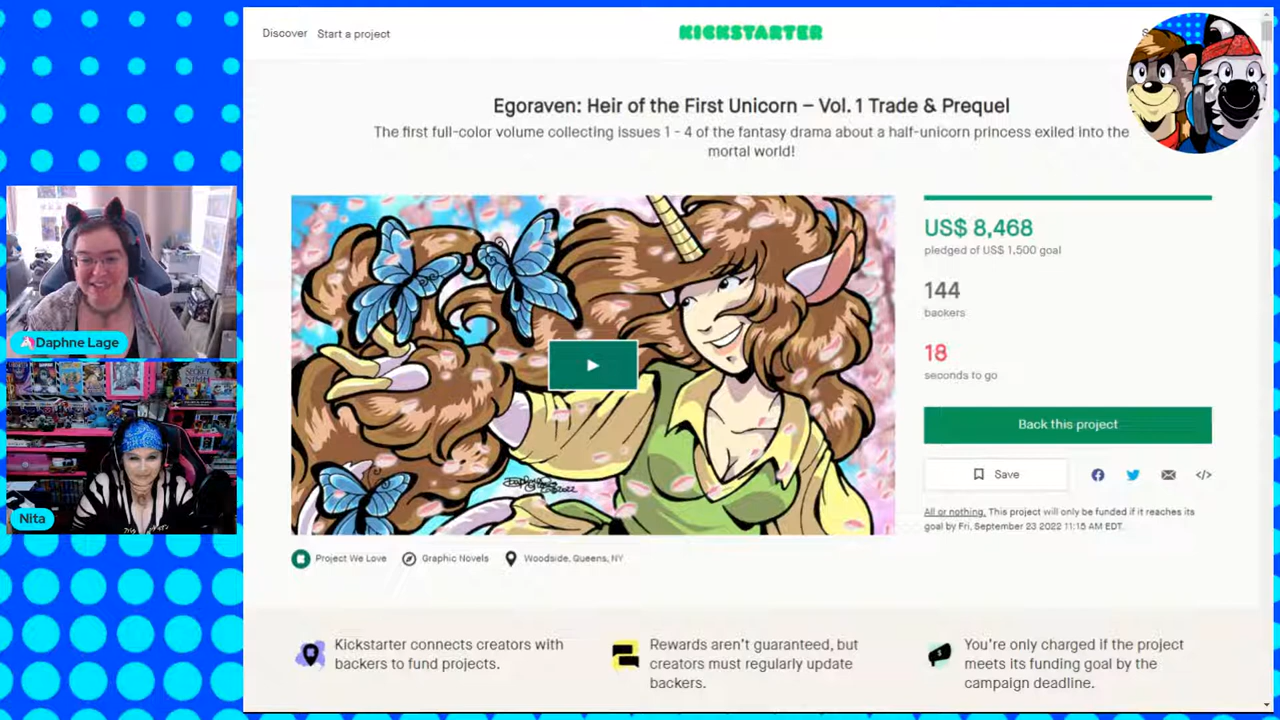 Discover Start a project
KICKSTARTER
Egoraven: Heir of the First Unicorn – Vol. 1 Trade & Prequel
The first full-color volume collecting issues 1 - 4 of the fantasy drama about a half-unicorn princess exiled into the
mortal world!
US$ 8,468
pledged of US$ 1,500 goal
144
backers
18
seconds to go
Back this project
Save
All or nothing. This project will only be funded if it reaches its
goal by Fri, September 23 2022 11:15 AM EDT.
Project We Love Graphic Novels Woodside, Queens, NY
Kickstarter connects creators with
backers to fund projects.
Rewards aren't guaranteed, but
creators must regularly update
backers.
You're only charged if the project
meets its funding goal by the
campaign deadline.
🦄Daphne Lage
Nita